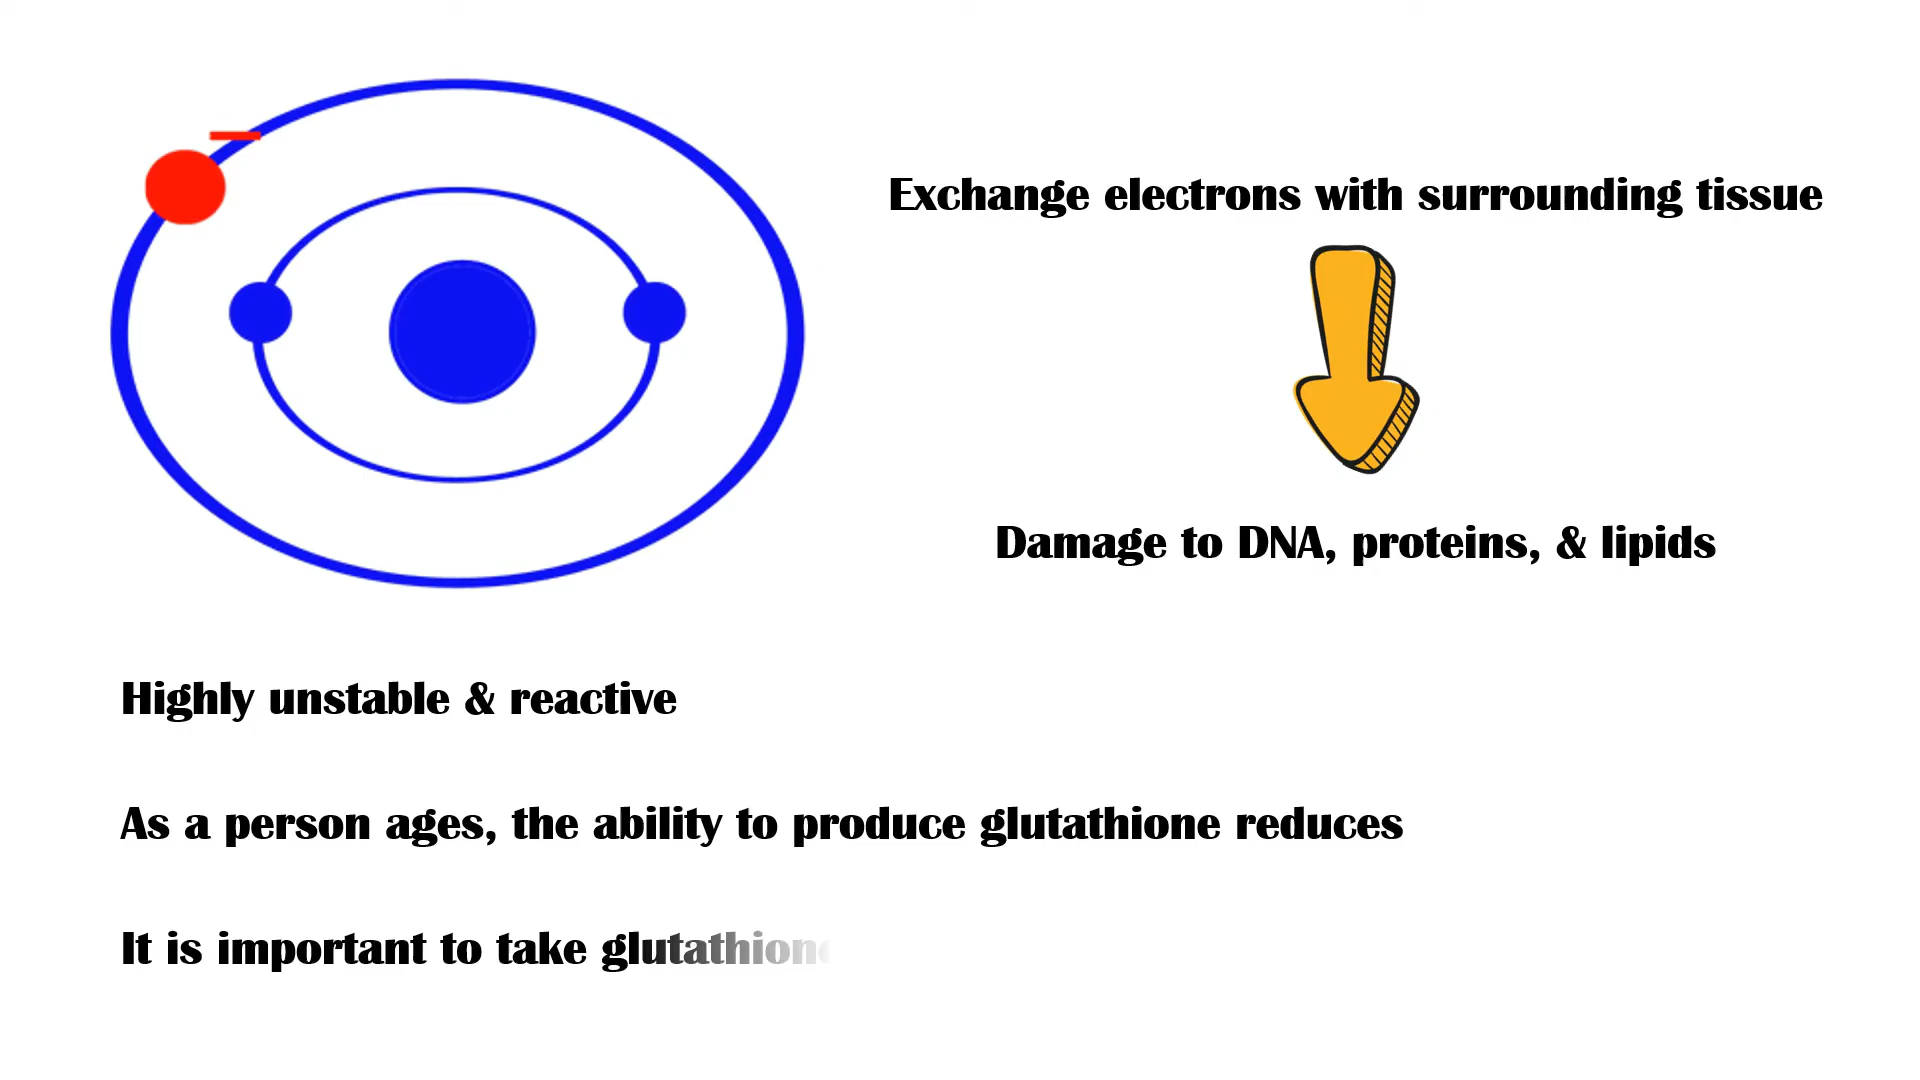 Exchange electrons with surrounding tissue
Damage to DNA, proteins, & lipids
Highly unstable & reactive
As a person ages, the ability to produce glutathione reduces
It is important to take glutathione